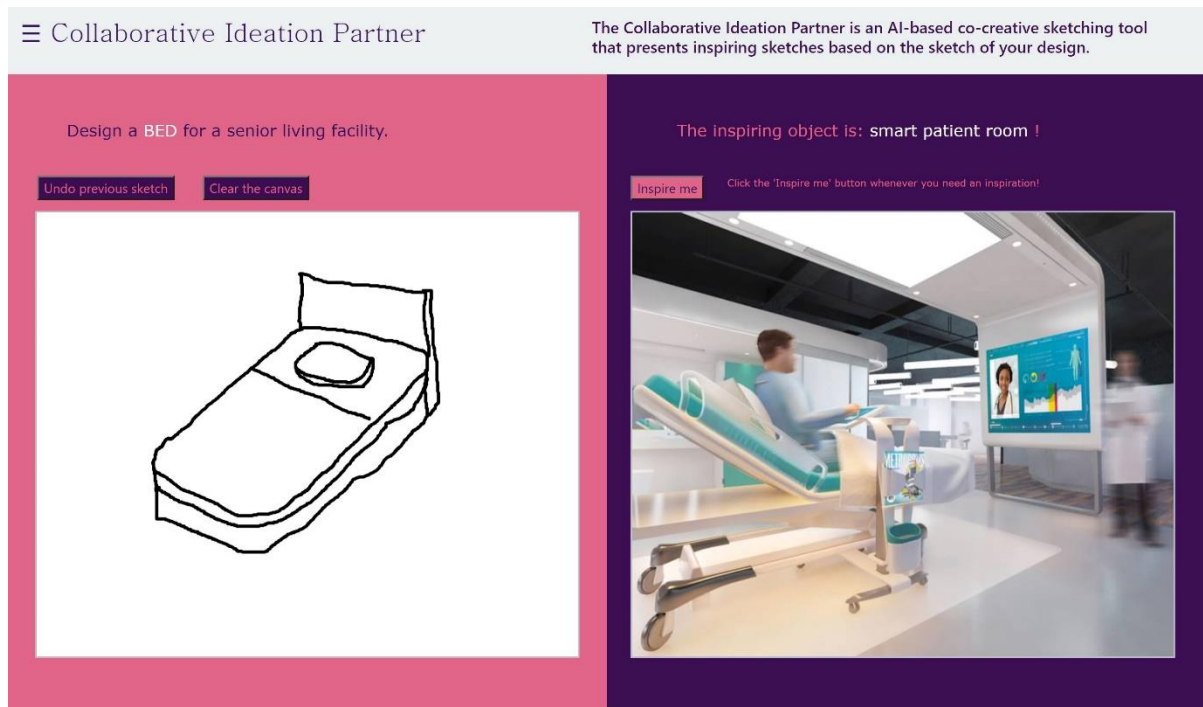 ☰ Collaborative Ideation Partner
The Collaborative Ideation Partner is an AI-based co-creative sketching tool
that presents inspiring sketches based on the sketch of your design.
Design a BED for a senior living facility.
The inspiring object is: smart patient room !
Undo previous sketch
Clear the canvas
Inspire me
Click the 'Inspire me' button whenever you need an inspiration!